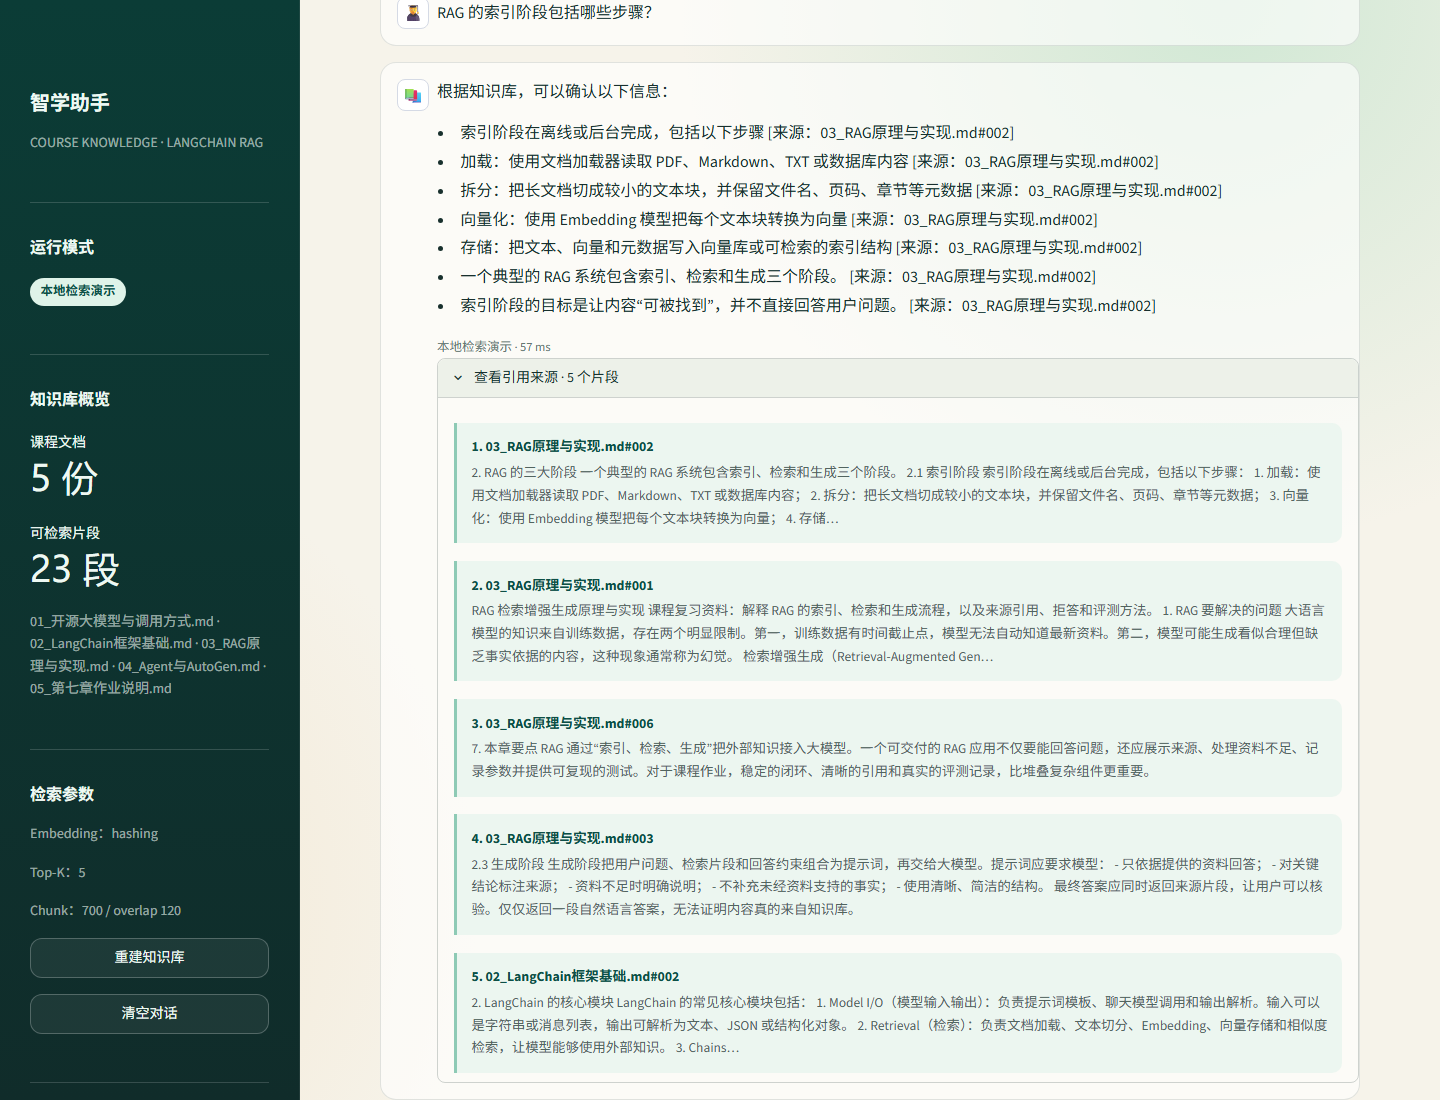 智学助手
COURSE KNOWLEDGE · LANGCHAIN RAG
运行模式
本地检索演示
知识库概览
课程文档
5 份
可检索片段
23 段
01_开源大模型与调用方式.md ·
02_LangChain框架基础.md · 03_RAG原
理与实现.md · 04_Agent与AutoGen.md ·
05_第七章作业说明.md
检索参数
Embedding：hashing
Top-K：5
Chunk：700 / overlap 120
重建知识库
清空对话
RAG 的索引阶段包括哪些步骤？
根据知识库，可以确认以下信息：
• 索引阶段在离线或后台完成，包括以下步骤 [来源：03_RAG原理与实现.md#002]
• 加载：使用文档加载器读取 PDF、Markdown、TXT 或数据库内容 [来源：03_RAG原理与实现.md#002]
• 拆分：把长文档切成较小的文本块，并保留文件名、页码、章节等元数据 [来源：03_RAG原理与实现.md#002]
• 向量化：使用 Embedding 模型把每个文本块转换为向量 [来源：03_RAG原理与实现.md#002]
• 存储：把文本、向量和元数据写入向量库或可检索的索引结构 [来源：03_RAG原理与实现.md#002]
• 一个典型的 RAG 系统包含索引、检索和生成三个阶段。 [来源：03_RAG原理与实现.md#002]
• 索引阶段的目标是让内容“可被找到”，并不直接回答用户问题。 [来源：03_RAG原理与实现.md#002]
本地检索演示 · 57 ms
查看引用来源 · 5 个片段
1. 03_RAG原理与实现.md#002
2. RAG 的三大阶段 一个典型的 RAG 系统包含索引、检索和生成三个阶段。 2.1 索引阶段 索引阶段在离线或后台完成，包括以下步骤： 1. 加载：使
用文档加载器读取 PDF、Markdown、TXT 或数据库内容； 2. 拆分：把长文档切成较小的文本块，并保留文件名、页码、章节等元数据； 3. 向量
化：使用 Embedding 模型把每个文本块转换为向量； 4. 存储…
2. 03_RAG原理与实现.md#001
RAG 检索增强生成原理与实现 课程复习资料：解释 RAG 的索引、检索和生成流程，以及来源引用、拒答和评测方法。 1. RAG 要解决的问题 大语言
模型的知识来自训练数据，存在两个明显限制。第一，训练数据有时间截止点，模型无法自动知道最新资料。第二，模型可能生成看似合理但缺
乏事实依据的内容，这种现象通常称为幻觉。 检索增强生成（Retrieval-Augmented Gen…
3. 03_RAG原理与实现.md#006
7. 本章要点 RAG 通过“索引、检索、生成”把外部知识接入大模型。一个可交付的 RAG 应用不仅要能回答问题，还应展示来源、处理资料不足、记
录参数并提供可复现的测试。对于课程作业，稳定的闭环、清晰的引用和真实的评测记录，比堆叠复杂组件更重要。
4. 03_RAG原理与实现.md#003
2.3 生成阶段 生成阶段把用户问题、检索片段和回答约束组合为提示词，再交给大模型。提示词应要求模型： - 只依据提供的资料回答； - 对关键
结论标注来源； - 资料不足时明确说明； - 不补充未经资料支持的事实； - 使用清晰、简洁的结构。 最终答案应同时返回来源片段，让用户可以核
验。仅仅返回一段自然语言答案，无法证明内容真的来自知识库。
5. 02_LangChain框架基础.md#002
2. LangChain 的核心模块 LangChain 的常见核心模块包括： 1. Model I/O（模型输入输出）：负责提示词模板、聊天模型调用和输出解析。输入可以
是字符串或消息列表，输出可解析为文本、JSON 或结构化对象。 2. Retrieval（检索）：负责文档加载、文本切分、Embedding、向量存储和相似度
检索，让模型能够使用外部知识。 3. Chains…